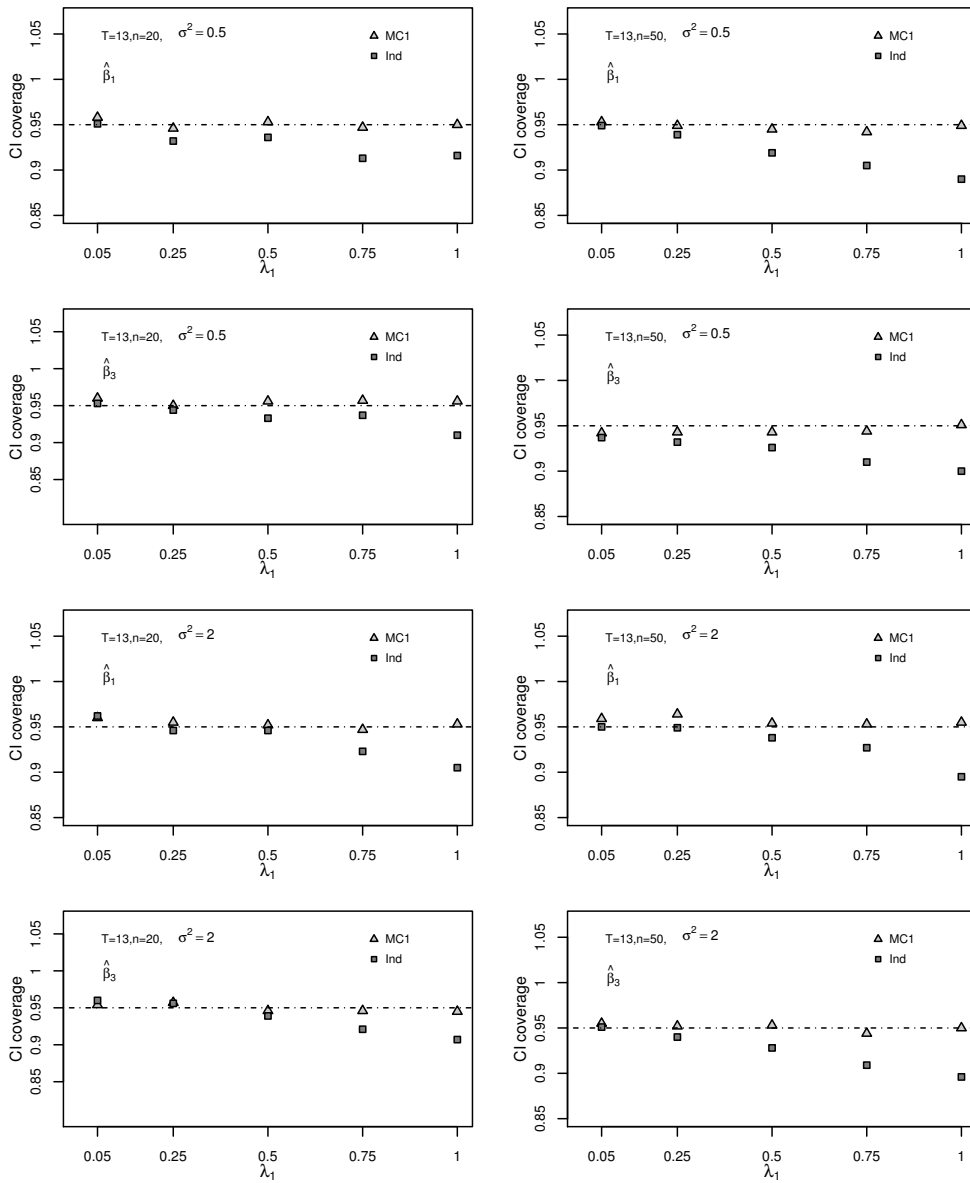 T=13,n=20, σ² = 0.5
MC1
Ind
β̂₁
CI coverage
0.85 0.9 0.95 1 1.05
0.05 0.25 0.5 0.75 1
λ₁
T=13,n=50, σ² = 0.5
MC1
Ind
β̂₁
CI coverage
0.85 0.9 0.95 1 1.05
0.05 0.25 0.5 0.75 1
λ₁
T=13,n=20, σ² = 0.5
MC1
Ind
β̂₃
CI coverage
0.85 0.9 0.95 1 1.05
0.05 0.25 0.5 0.75 1
λ₁
T=13,n=50, σ² = 0.5
MC1
Ind
β̂₃
CI coverage
0.85 0.9 0.95 1 1.05
0.05 0.25 0.5 0.75 1
λ₁
T=13,n=20, σ² = 2
MC1
Ind
β̂₁
CI coverage
0.85 0.9 0.95 1 1.05
0.05 0.25 0.5 0.75 1
λ₁
T=13,n=50, σ² = 2
MC1
Ind
β̂₁
CI coverage
0.85 0.9 0.95 1 1.05
0.05 0.25 0.5 0.75 1
λ₁
T=13,n=20, σ² = 2
MC1
Ind
β̂₃
CI coverage
0.85 0.9 0.95 1 1.05
0.05 0.25 0.5 0.75 1
λ₁
T=13,n=50, σ² = 2
MC1
Ind
β̂₃
CI coverage
0.85 0.9 0.95 1 1.05
0.05 0.25 0.5 0.75 1
λ₁